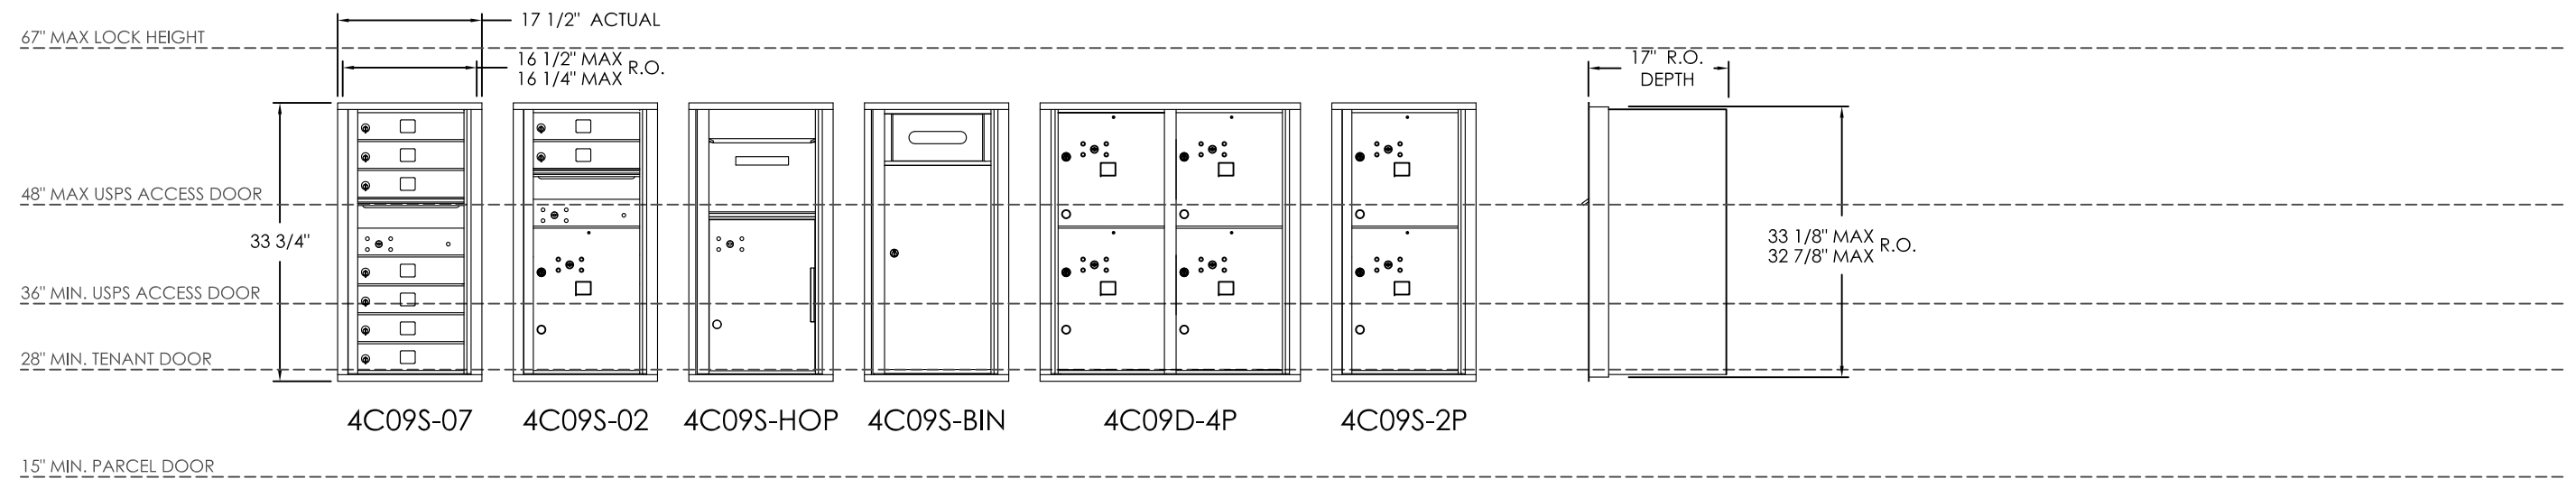 17 1/2" ACTUAL
67" MAX LOCK HEIGHT
16 1/2" MAX
16 1/4" MAX
R.O.
17" R.O.
DEPTH
48" MAX USPS ACCESS DOOR
33 3/4"
33 1/8" MAX
32 7/8" MAX
R.O.
36" MIN. USPS ACCESS DOOR
28" MIN. TENANT DOOR
4C09S-07
4C09S-02
4C09S-HOP
4C09S-BIN
4C09D-4P
4C09S-2P
15" MIN. PARCEL DOOR